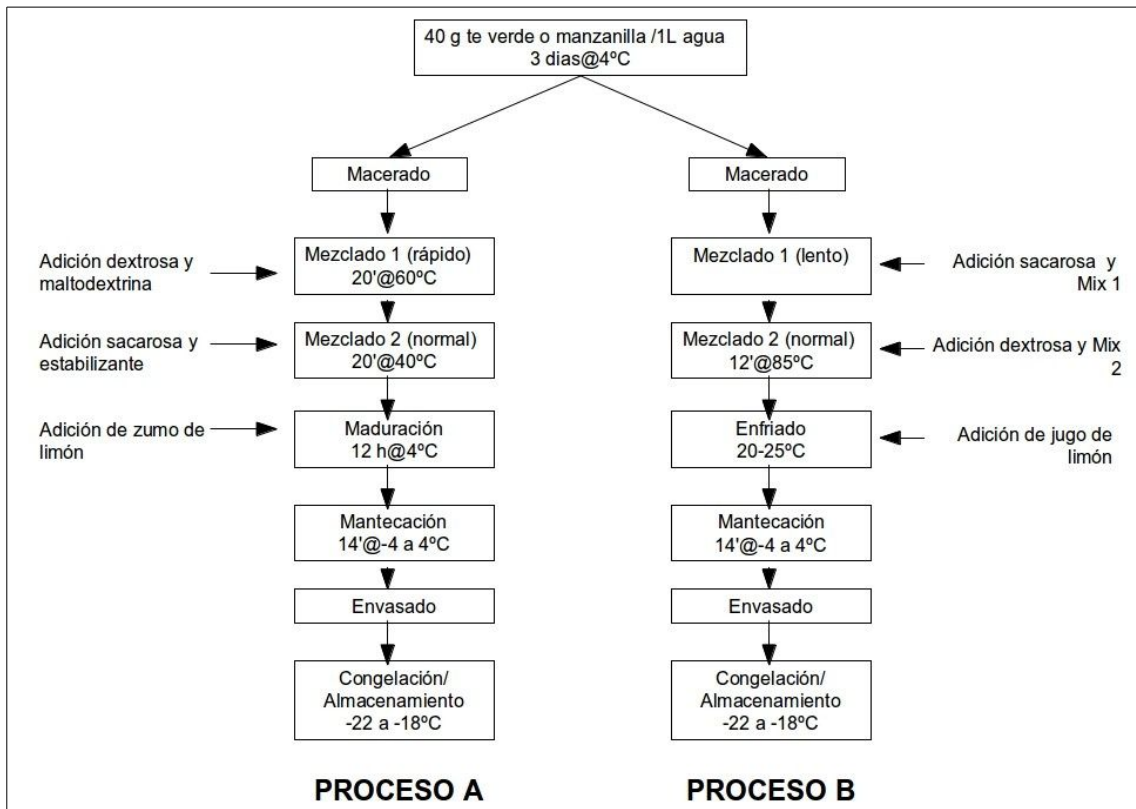 40 g te verde o manzanilla /1L agua
3 dias@4ºC
Macerado
Mezclado 1 (rápido)
20'@60ºC
Adición dextrosa y
maltodextrina
Mezclado 2 (normal)
20'@40ºC
Adición sacarosa y
estabilizante
Maduración
12 h@4ºC
Adición de zumo de
limón
Mantecación
14'@-4 a 4ºC
Envasado
Congelación/
Almacenamiento
-22 a -18ºC
PROCESO A
Macerado
Mezclado 1 (lento)
Adición sacarosa y
Mix 1
Mezclado 2 (normal)
12'@85ºC
Adición dextrosa y Mix
2
Enfriado
20-25ºC
Adición de jugo de
limón
Mantecación
14'@-4 a 4ºC
Envasado
Congelación/
Almacenamiento
-22 a -18ºC
PROCESO B